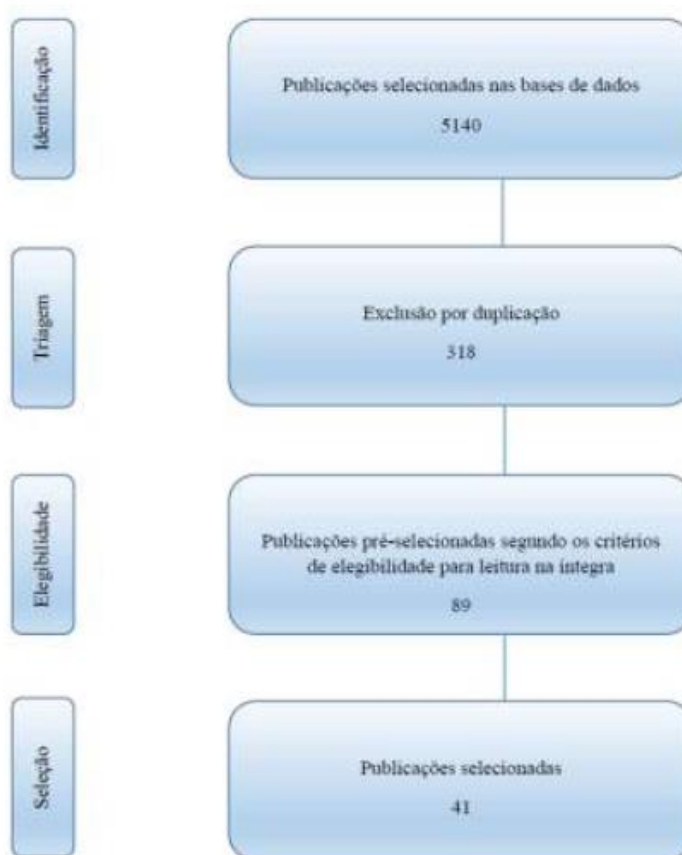 Identificação
Publicações selecionadas nas bases de dados
5140
Triagem
Exclusão por duplicação
318
Elegibilidade
Publicações pré-selecionadas segundo os critérios
de elegibilidade para leitura na íntegra
89
Seleção
Publicações selecionadas
41